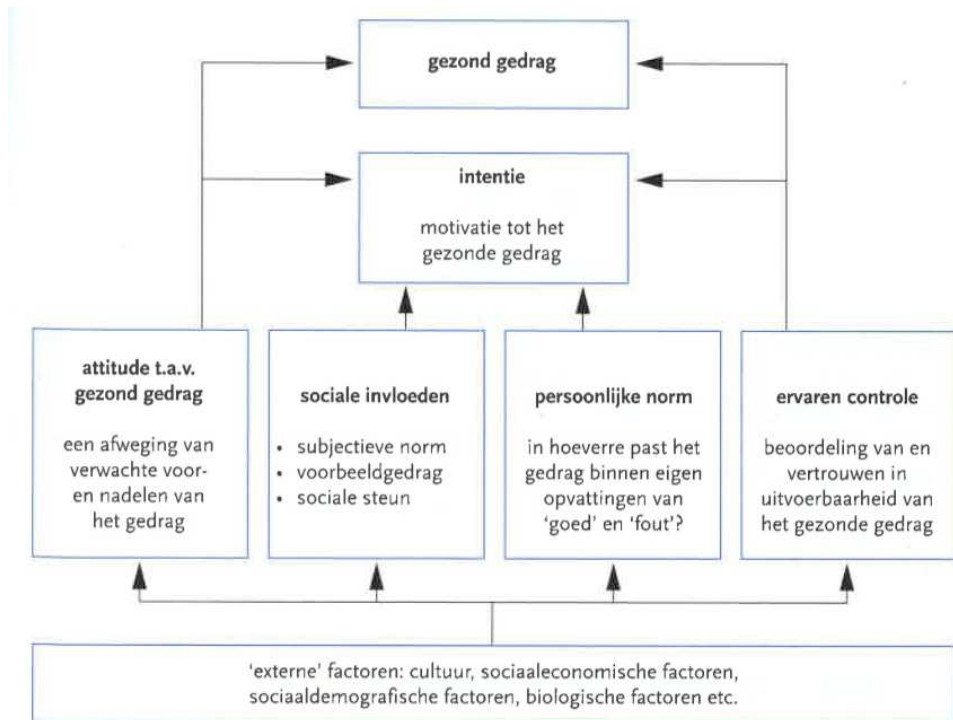 gezond gedrag
intentie
motivatie tot het
gezonde gedrag
attitude t.a.v.
gezond gedrag
een afweging van
verwachte voor-
en nadelen van
het gedrag
sociale invloeden
• subjectieve norm
• voorbeeldgedrag
• sociale steun
persoonlijke norm
in hoeverre past het
gedrag binnen eigen
opvattingen van
‘goed’ en ‘fout’?
ervaren controle
beoordeling van en
vertrouwen in
uitvoerbaarheid van
het gezonde gedrag
‘externe’ factoren: cultuur, sociaaleconomische factoren,
sociaaldemografische factoren, biologische factoren etc.